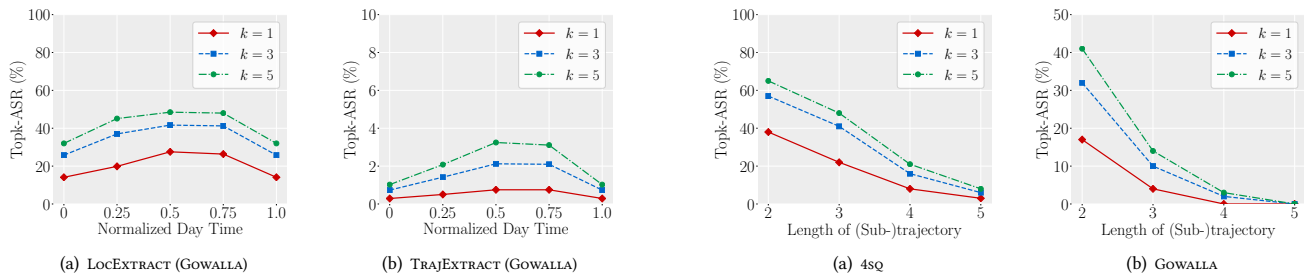 100
80
60
40
20
0
Topk-ASR (%)
k = 1
k = 3
k = 5
0 0.25 0.5 0.75 1.0
Normalized Day Time
(a) LocExtract (Gowalla)
10
8
6
4
2
0
Topk-ASR (%)
k = 1
k = 3
k = 5
0 0.25 0.5 0.75 1.0
Normalized Day Time
(b) TrajExtract (Gowalla)
100
80
60
40
20
0
Topk-ASR (%)
k = 1
k = 3
k = 5
2 3 4 5
Length of (Sub-)trajectory
(a) 4sq
50
40
30
20
10
0
Topk-ASR (%)
k = 1
k = 3
k = 5
2 3 4 5
Length of (Sub-)trajectory
(b) Gowalla